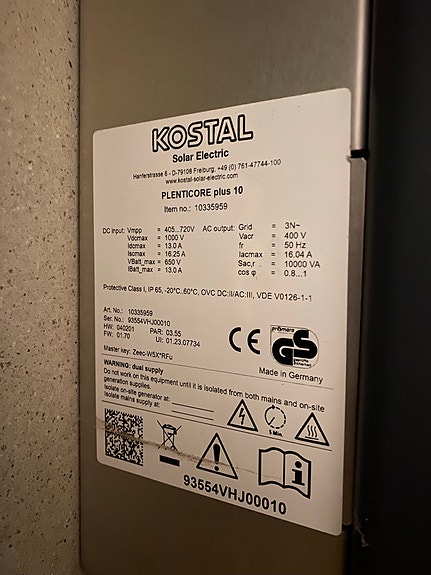 KOSTAL
Solar Electric
Hanferstrasse 6 - D-79108 Freiburg, +49 (0)-761-47744-100
www.kostal-solar-electric.com
PLENTICORE plus 10
Item no.: 10335959
DC input: Vmpp = 405...720V AC output: Grid = 3N~
Vdcmax = 1000 V Vacr = 400 V
Idcmax = 13.0 A fr = 50 Hz
Iscmax = 16.25 A Iacmax = 16.04 A
VBatt_max = 650 V Sac,r = 10000 VA
IBatt_max = 13.0 A cos φ = 0.8...1
Protective Class I, IP 65, -20°C..60°C, OVC DC:II/AC:III, VDE V0126-1-1
Art. No.: 10335959
Ser. No.: 93554VHJ00010
HW: 040201 PAR: 03.55
FW: 01.70 UI: 01.23.07734
Master key: Zeec-W5X*RFu
CE
geprüfte
Sicherheit
GS
Made in Germany
WARNING: dual supply
Do not work on this equipment until it is isolated from both mains and on-site
generation supplies.
Isolate on-site generator at:
Isolate mains supply at:
5 Min.
93554VHJ00010